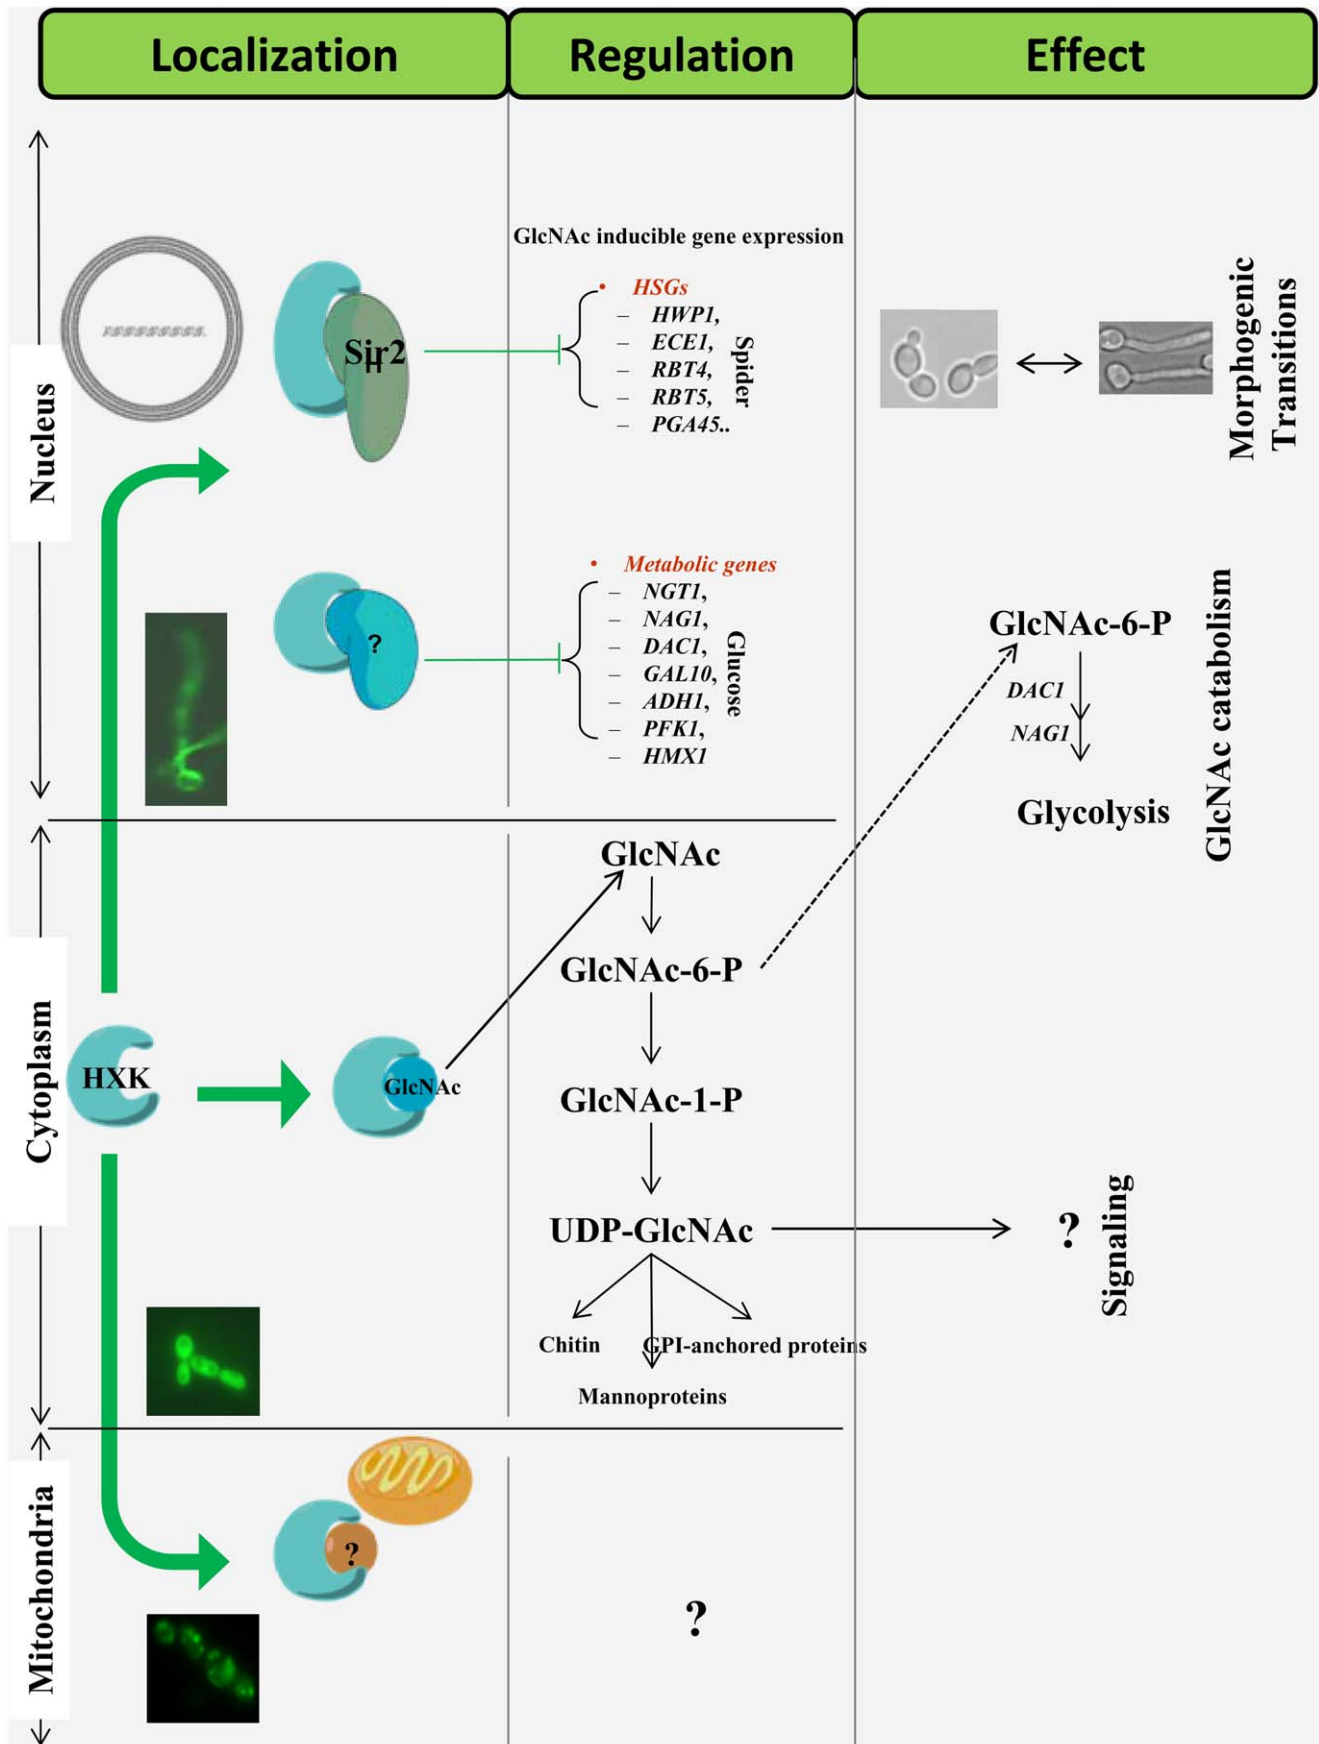 Localization
Regulation
Effect
Nucleus
GlcNAc inducible gene expression
Sir2
• HSGs
– HWP1,
– ECE1,
– RBT4,
– RBT5,
– PGA45..
Spider
Morphogenic
Transitions
?
• Metabolic genes
– NGT1,
– NAG1,
– DAC1,
– GAL10,
– ADH1,
– PFK1,
– HMX1
Glucose
GlcNAc-6-P
DAC1
NAG1
Glycolysis
GlcNAc catabolism
Cytoplasm
HXK
GlcNAc
GlcNAc
GlcNAc-6-P
GlcNAc-1-P
UDP-GlcNAc
Chitin
GPI-anchored proteins
Mannoproteins
?
Signaling
Mitochondria
?
?